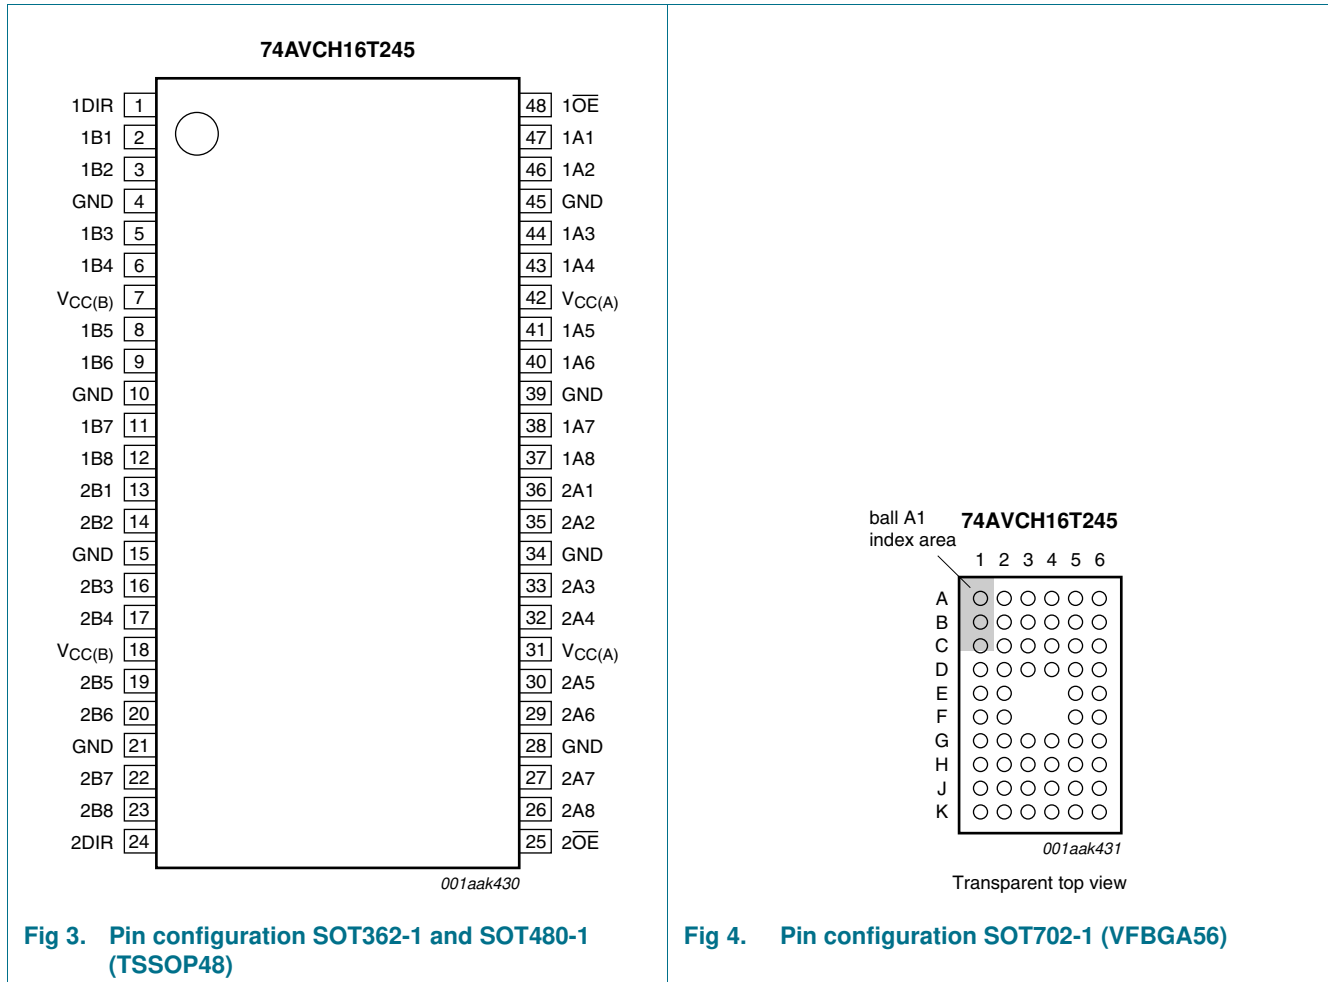 74AVCH16T245
1DIR 1 48 1OE
1B1 2 47 1A1
1B2 3 46 1A2
GND 4 45 GND
1B3 5 44 1A3
1B4 6 43 1A4
VCC(B) 7 42 VCC(A)
1B5 8 41 1A5
1B6 9 40 1A6
GND 10 39 GND
1B7 11 38 1A7
1B8 12 37 1A8
2B1 13 36 2A1
2B2 14 35 2A2
GND 15 34 GND
2B3 16 33 2A3
2B4 17 32 2A4
VCC(B) 18 31 VCC(A)
2B5 19 30 2A5
2B6 20 29 2A6
GND 21 28 GND
2B7 22 27 2A7
2B8 23 26 2A8
2DIR 24 25 2OE
001aak430
Fig 3. Pin configuration SOT362-1 and SOT480-1
(TSSOP48)
ball A1
index area
74AVCH16T245
1 2 3 4 5 6
A
B
C
D
E
F
G
H
J
K
001aak431
Transparent top view
Fig 4. Pin configuration SOT702-1 (VFBGA56)